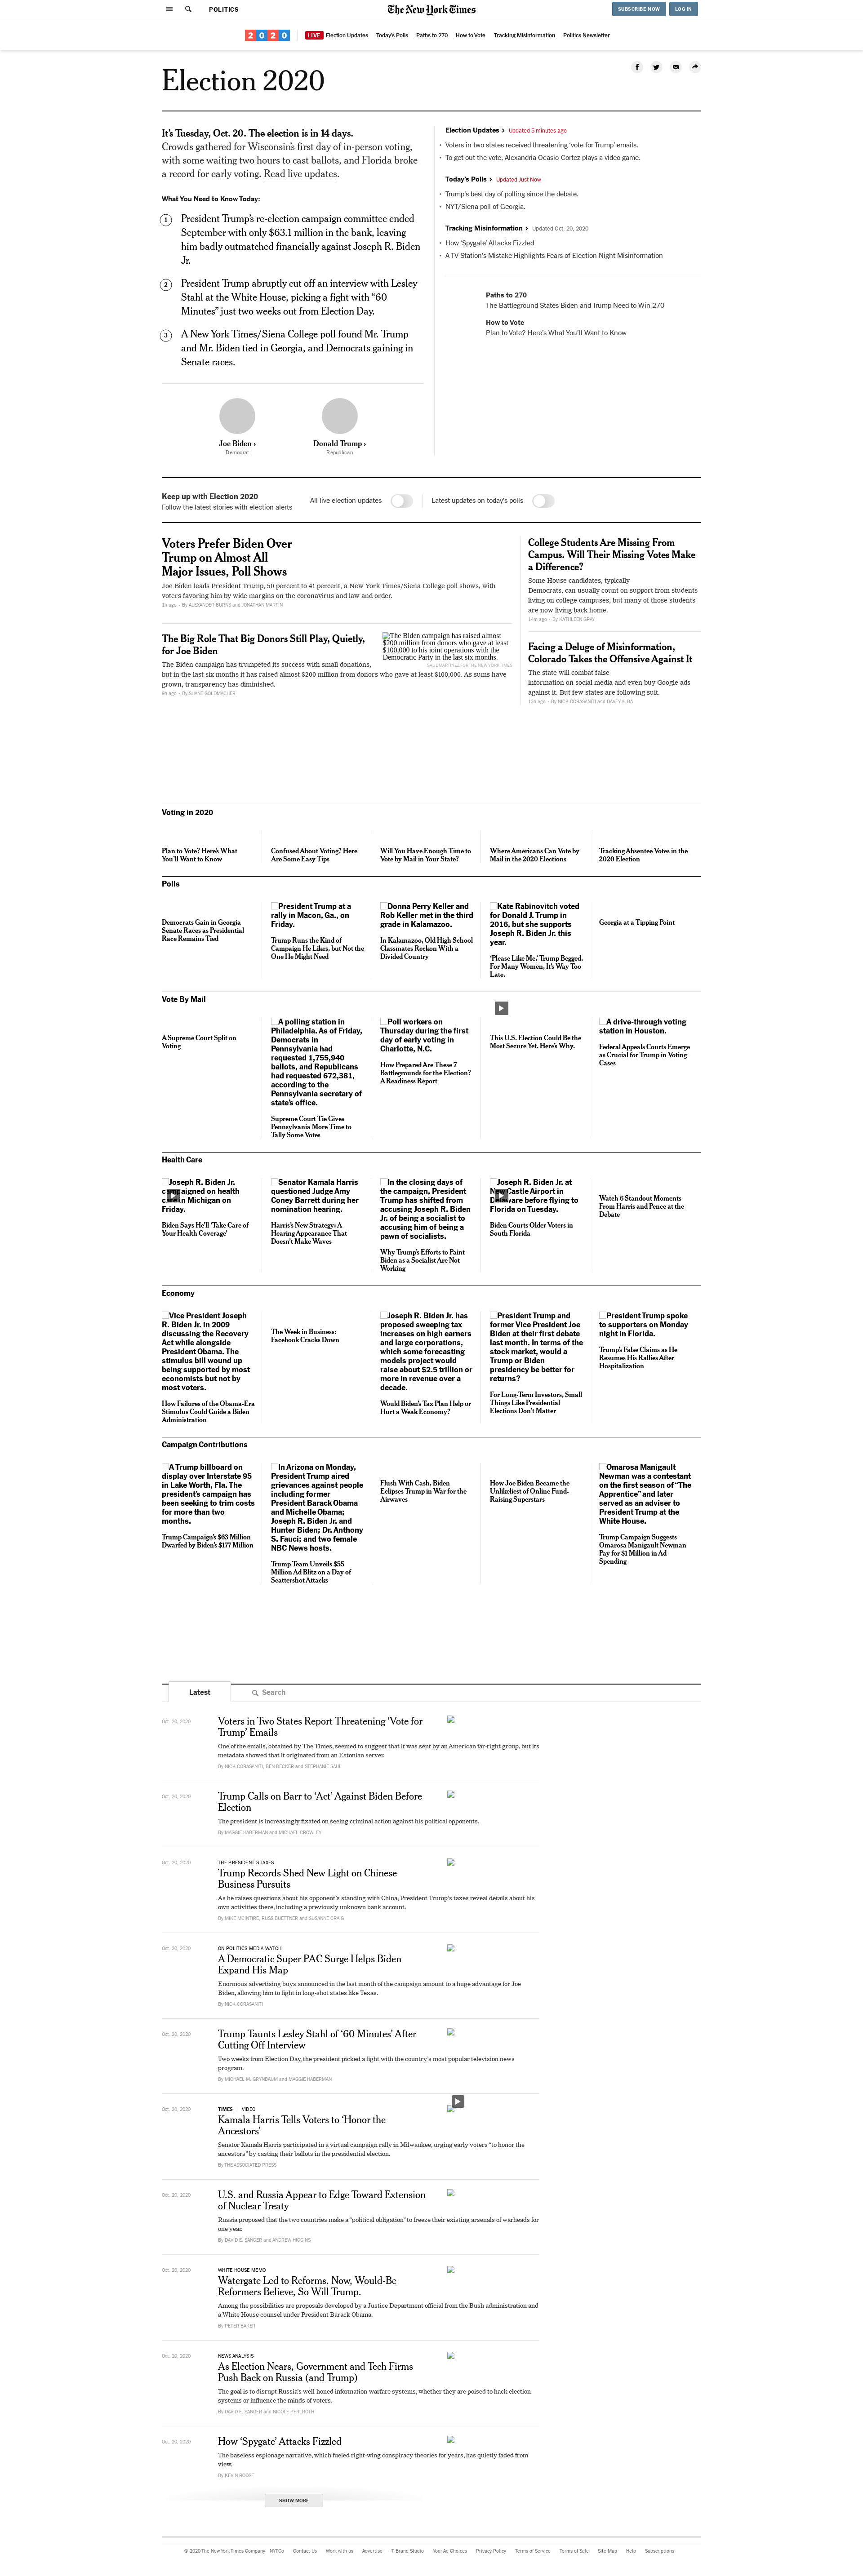 POLITICS
The New York Times
SUBSCRIBE NOW
LOG IN
2020
LIVE Election Updates
Today's Polls
Paths to 270
How to Vote
Tracking Misinformation
Politics Newsletter
Election 2020
It's Tuesday, Oct. 20. The election is in 14 days.
Crowds gathered for Wisconsin's first day of in-person voting,
with some waiting two hours to cast ballots, and Florida broke
a record for early voting. Read live updates.
What You Need to Know Today:
1
President Trump's re-election campaign committee ended
September with only $63.1 million in the bank, leaving
him badly outmatched financially against Joseph R. Biden
Jr.
2
President Trump abruptly cut off an interview with Lesley
Stahl at the White House, picking a fight with "60
Minutes" just two weeks out from Election Day.
3
A New York Times/Siena College poll found Mr. Trump
and Mr. Biden tied in Georgia, and Democrats gaining in
Senate races.
Joe Biden ›
Democrat
Donald Trump ›
Republican
Election Updates › Updated 5 minutes ago
• Voters in two states received threatening 'vote for Trump' emails.
• To get out the vote, Alexandria Ocasio-Cortez plays a video game.
Today's Polls › Updated Just Now
• Trump's best day of polling since the debate.
• NYT/Siena poll of Georgia.
Tracking Misinformation › Updated Oct. 20, 2020
• How 'Spygate' Attacks Fizzled
• A TV Station's Mistake Highlights Fears of Election Night Misinformation
Paths to 270
The Battleground States Biden and Trump Need to Win 270
How to Vote
Plan to Vote? Here's What You'll Want to Know
Keep up with Election 2020
Follow the latest stories with election alerts
All live election updates
Latest updates on today's polls
Voters Prefer Biden Over
Trump on Almost All
Major Issues, Poll Shows
Joe Biden leads President Trump, 50 percent to 41 percent, a New York Times/Siena College poll shows, with
voters favoring him by wide margins on the coronavirus and law and order.
1h ago · By ALEXANDER BURNS and JONATHAN MARTIN
The Big Role That Big Donors Still Play, Quietly,
for Joe Biden
The Biden campaign has trumpeted its success with small donations,
but in the last six months it has raised almost $200 million from donors who gave at least $100,000. As sums have
grown, transparency has diminished.
9h ago · By SHANE GOLDMACHER
The Biden campaign has raised almost
$200 million from donors who gave at least
$100,000 to his joint operations with the
Democratic Party in the last six months.
SAUL MARTINEZ FOR THE NEW YORK TIMES
College Students Are Missing From
Campus. Will Their Missing Votes Make
a Difference?
Some House candidates, typically
Democrats, can usually count on support from students
living on college campuses, but many of those students
are now living back home.
14m ago · By KATHLEEN GRAY
Facing a Deluge of Misinformation,
Colorado Takes the Offensive Against It
The state will combat false
information on social media and even buy Google ads
against it. But few states are following suit.
13h ago · By NICK CORASANITI and DAVEY ALBA
Voting in 2020
Plan to Vote? Here's What
You'll Want to Know
Confused About Voting? Here
Are Some Easy Tips
Will You Have Enough Time to
Vote by Mail in Your State?
Where Americans Can Vote by
Mail in the 2020 Elections
Tracking Absentee Votes in the
2020 Election
Polls
Democrats Gain in Georgia
Senate Races as Presidential
Race Remains Tied
President Trump at a
rally in Macon, Ga., on
Friday.
Trump Runs the Kind of
Campaign He Likes, but Not the
One He Might Need
Donna Perry Keller and
Rob Keller met in the third
grade in Kalamazoo.
In Kalamazoo, Old High School
Classmates Reckon With a
Divided Country
Kate Rabinovitch voted
for Donald J. Trump in
2016, but she supports
Joseph R. Biden Jr. this
year.
'Please Like Me,' Trump Begged.
For Many Women, It's Way Too
Late.
Georgia at a Tipping Point
Vote By Mail
A Supreme Court Split on
Voting
A polling station in
Philadelphia. As of Friday,
Democrats in
Pennsylvania had
requested 1,755,940
ballots, and Republicans
had requested 672,381,
according to the
Pennsylvania secretary of
state's office.
Supreme Court Tie Gives
Pennsylvania More Time to
Tally Some Votes
Poll workers on
Thursday during the first
day of early voting in
Charlotte, N.C.
How Prepared Are These 7
Battlegrounds for the Election?
A Readiness Report
This U.S. Election Could Be the
Most Secure Yet. Here's Why.
A drive-through voting
station in Houston.
Federal Appeals Courts Emerge
as Crucial for Trump in Voting
Cases
Health Care
Joseph R. Biden Jr.
campaigned on health
care in Michigan on
Friday.
Biden Says He'll 'Take Care of
Your Health Coverage'
Senator Kamala Harris
questioned Judge Amy
Coney Barrett during her
nomination hearing.
Harris's New Strategy: A
Hearing Appearance That
Doesn't Make Waves
In the closing days of
the campaign, President
Trump has shifted from
accusing Joseph R. Biden
Jr. of being a socialist to
accusing him of being a
pawn of socialists.
Why Trump's Efforts to Paint
Biden as a Socialist Are Not
Working
Joseph R. Biden Jr. at
New Castle Airport in
Delaware before flying to
Florida on Tuesday.
Biden Courts Older Voters in
South Florida
Watch 6 Standout Moments
From Harris and Pence at the
Debate
Economy
Vice President Joseph
R. Biden Jr. in 2009
discussing the Recovery
Act while alongside
President Obama. The
stimulus bill wound up
being supported by most
economists but not by
most voters.
How Failures of the Obama-Era
Stimulus Could Guide a Biden
Administration
The Week in Business:
Facebook Cracks Down
Joseph R. Biden Jr. has
proposed sweeping tax
increases on high earners
and large corporations,
which some forecasting
models project would
raise about $2.5 trillion or
more in revenue over a
decade.
Would Biden's Tax Plan Help or
Hurt a Weak Economy?
President Trump and
former Vice President Joe
Biden at their first debate
last month. In terms of the
stock market, would a
Trump or Biden
presidency be better for
returns?
For Long-Term Investors, Small
Things Like Presidential
Elections Don't Matter
President Trump spoke
to supporters on Monday
night in Florida.
Trump's False Claims as He
Resumes His Rallies After
Hospitalization
Campaign Contributions
A Trump billboard on
display over Interstate 95
in Lake Worth, Fla. The
president's campaign has
been seeking to trim costs
for more than two
months.
Trump Campaign's $63 Million
Dwarfed by Biden's $177 Million
In Arizona on Monday,
President Trump aired
grievances against people
including former
President Barack Obama
and Michelle Obama;
Joseph R. Biden Jr. and
Hunter Biden; Dr. Anthony
S. Fauci; and two female
NBC News hosts.
Trump Team Unveils $55
Million Ad Blitz on a Day of
Scattershot Attacks
Flush With Cash, Biden
Eclipses Trump in War for the
Airwaves
How Joe Biden Became the
Unlikeliest of Online Fund-
Raising Superstars
Omarosa Manigault
Newman was a contestant
on the first season of "The
Apprentice" and later
served as an adviser to
President Trump at the
White House.
Trump Campaign Suggests
Omarosa Manigault Newman
Pay for $1 Million in Ad
Spending
Latest
Search
Oct. 20, 2020
Voters in Two States Report Threatening 'Vote for
Trump' Emails
One of the emails, obtained by The Times, seemed to suggest that it was sent by an American far-right group, but its
metadata showed that it originated from an Estonian server.
By NICK CORASANITI, BEN DECKER and STEPHANIE SAUL
Oct. 20, 2020
Trump Calls on Barr to 'Act' Against Biden Before
Election
The president is increasingly fixated on seeing criminal action against his political opponents.
By MAGGIE HABERMAN and MICHAEL CROWLEY
Oct. 20, 2020
THE PRESIDENT'S TAXES
Trump Records Shed New Light on Chinese
Business Pursuits
As he raises questions about his opponent's standing with China, President Trump's taxes reveal details about his
own activities there, including a previously unknown bank account.
By MIKE MCINTIRE, RUSS BUETTNER and SUSANNE CRAIG
Oct. 20, 2020
ON POLITICS MEDIA WATCH
A Democratic Super PAC Surge Helps Biden
Expand His Map
Enormous advertising buys announced in the last month of the campaign amount to a huge advantage for Joe
Biden, allowing him to fight in long-shot states like Texas.
By NICK CORASANITI
Oct. 20, 2020
Trump Taunts Lesley Stahl of '60 Minutes' After
Cutting Off Interview
Two weeks from Election Day, the president picked a fight with the country's most popular television news
program.
By MICHAEL M. GRYNBAUM and MAGGIE HABERMAN
Oct. 20, 2020
TIMES | VIDEO
Kamala Harris Tells Voters to 'Honor the
Ancestors'
Senator Kamala Harris participated in a virtual campaign rally in Milwaukee, urging early voters "to honor the
ancestors" by casting their ballots in the presidential election.
By THE ASSOCIATED PRESS
Oct. 20, 2020
U.S. and Russia Appear to Edge Toward Extension
of Nuclear Treaty
Russia proposed that the two countries make a "political obligation" to freeze their existing arsenals of warheads for
one year.
By DAVID E. SANGER and ANDREW HIGGINS
Oct. 20, 2020
WHITE HOUSE MEMO
Watergate Led to Reforms. Now, Would-Be
Reformers Believe, So Will Trump.
Among the possibilities are proposals developed by a Justice Department official from the Bush administration and
a White House counsel under President Barack Obama.
By PETER BAKER
Oct. 20, 2020
NEWS ANALYSIS
As Election Nears, Government and Tech Firms
Push Back on Russia (and Trump)
The goal is to disrupt Russia's well-honed information-warfare systems, whether they are poised to hack election
systems or influence the minds of voters.
By DAVID E. SANGER and NICOLE PERLROTH
Oct. 20, 2020
How 'Spygate' Attacks Fizzled
The baseless espionage narrative, which fueled right-wing conspiracy theories for years, has quietly faded from
view.
By KEVIN ROOSE
SHOW MORE
© 2020 The New York Times Company
NYTCo
Contact Us
Work with us
Advertise
T Brand Studio
Your Ad Choices
Privacy Policy
Terms of Service
Terms of Sale
Site Map
Help
Subscriptions